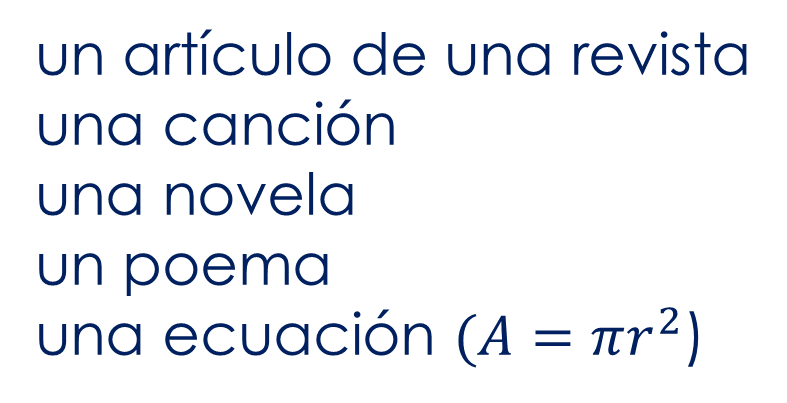 un artículo de una revista
una canción
una novela
un poema
una ecuación (𝐴 = 𝜋𝑟²)